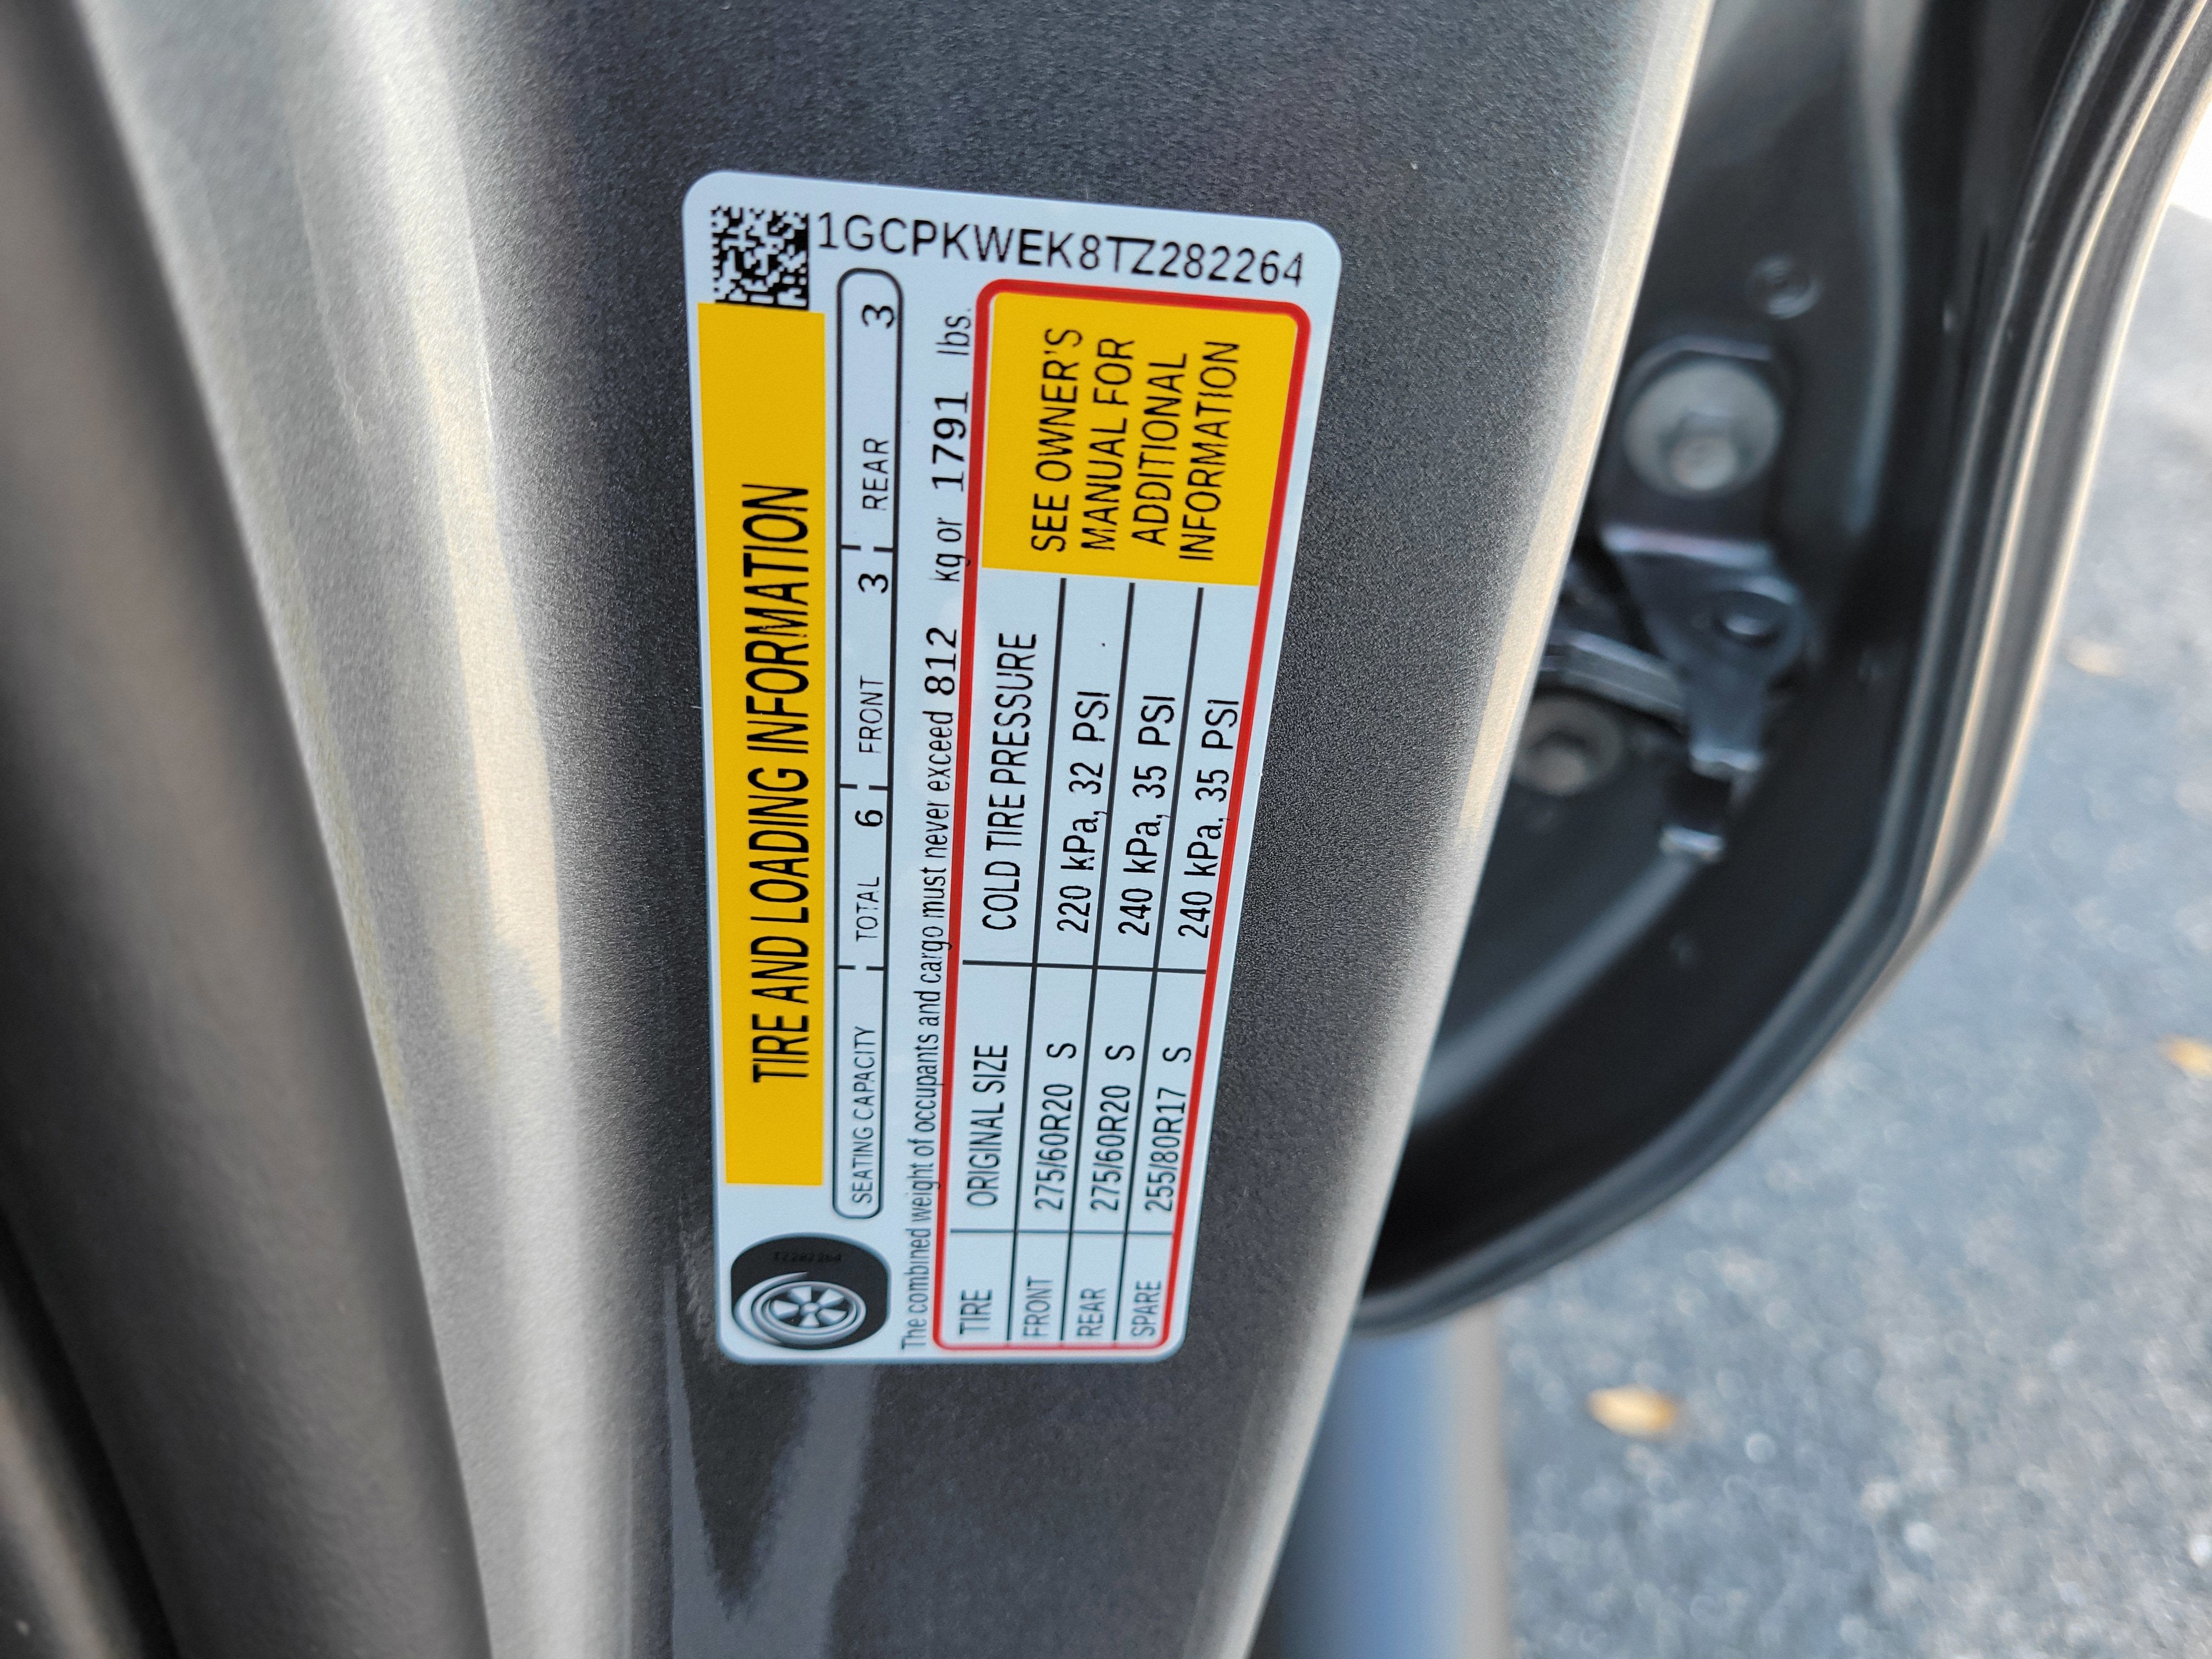 1GCPKWEK8TZ282264
TIRE AND LOADING INFORMATION
SEATING CAPACITY TOTAL 6 FRONT 3 REAR 3
The combined weight of occupants and cargo must never exceed 812 kg or 1791 lbs.
TIRE ORIGINAL SIZE COLD TIRE PRESSURE
FRONT 275/60R20 S 220 kPa, 32 PSI
REAR 275/60R20 S 240 kPa, 35 PSI
SPARE 255/80R17 S 240 kPa, 35 PSI
SEE OWNER'S
MANUAL FOR
ADDITIONAL
INFORMATION